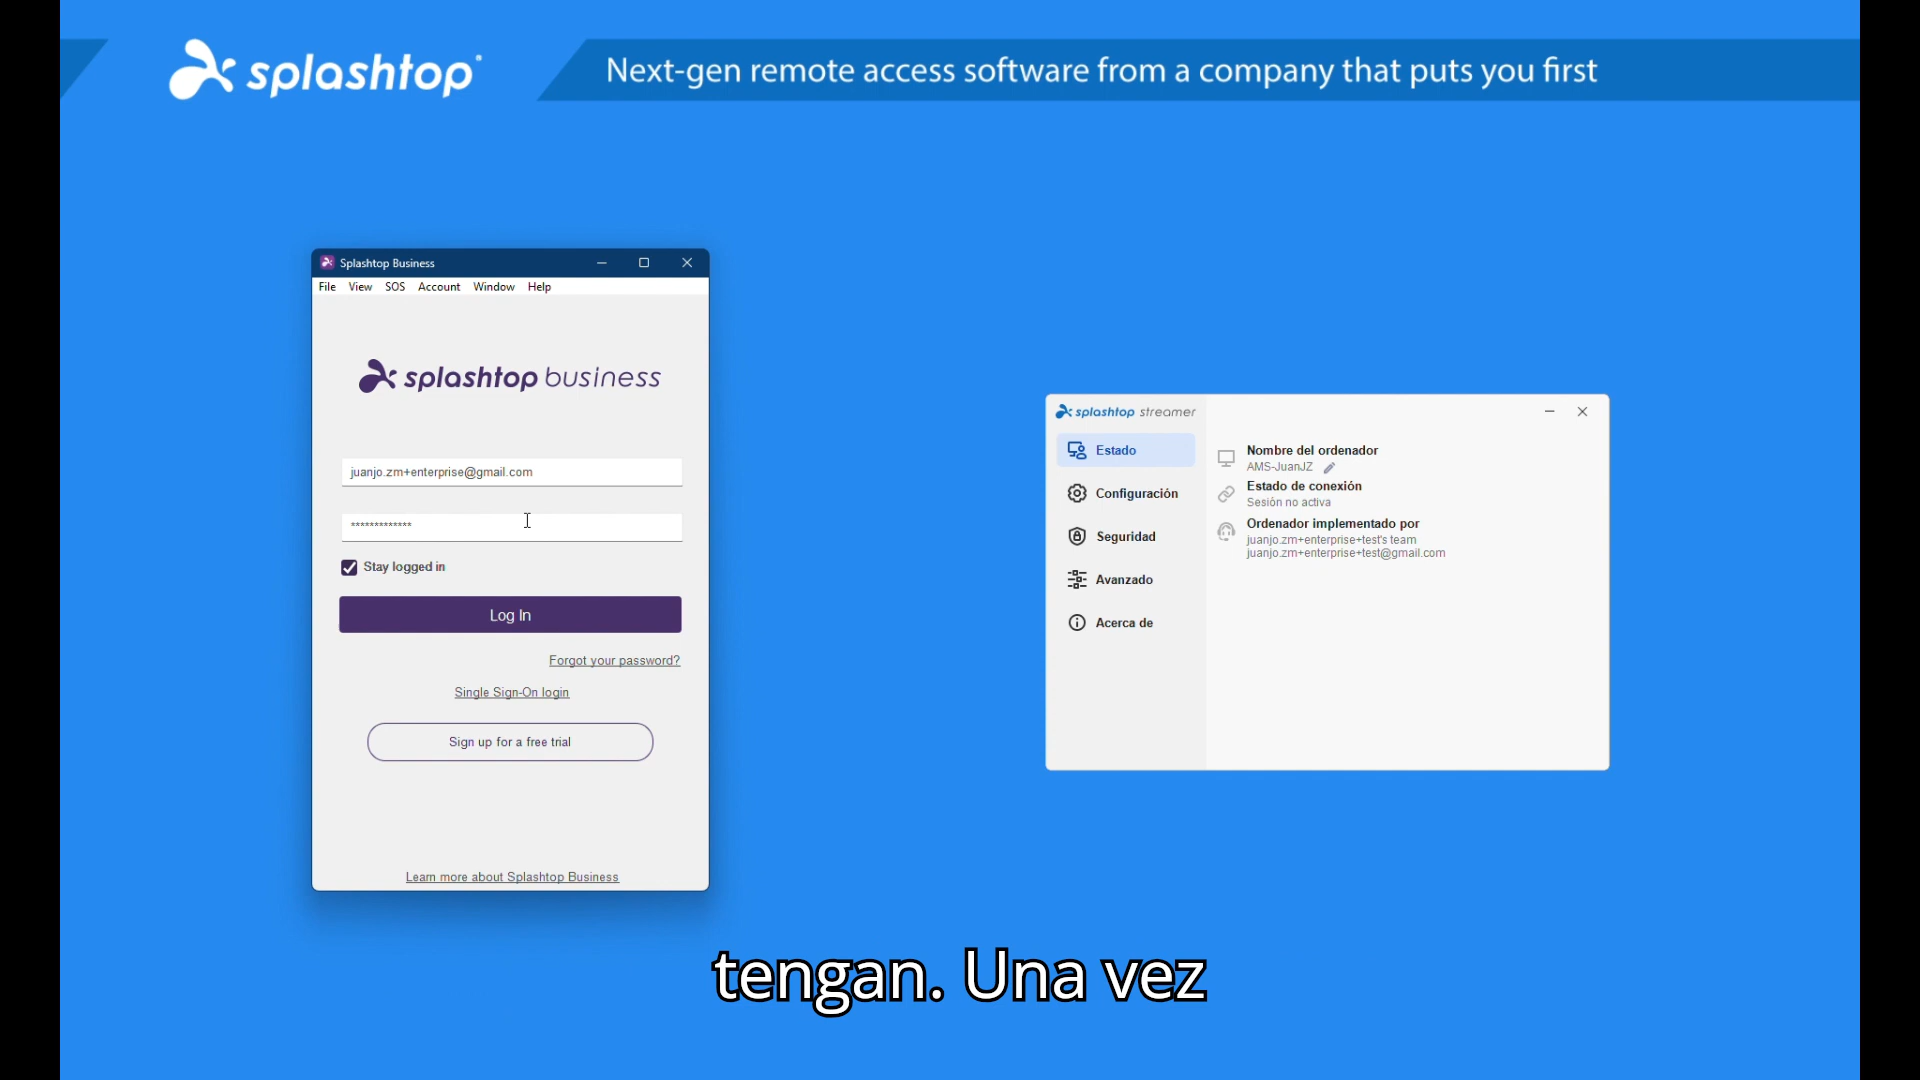 splashtop
Next-gen remote access software from a company that puts you first
Splashtop Business
File View SOS Account Window Help
splashtop business
juanjo.zm+enterprise@gmail.com
*************
Stay logged in
Log In
Forgot your password?
Single Sign-On login
Sign up for a free trial
Learn more about Splashtop Business
splashtop streamer
Estado
Configuración
Seguridad
Avanzado
Acerca de
Nombre del ordenador
AMS-JuanJZ
Estado de conexión
Sesión no activa
Ordenador implementado por
juanjo.zm+enterprise+test's team
juanjo.zm+enterprise+test@gmail.com
tengan. Una vez